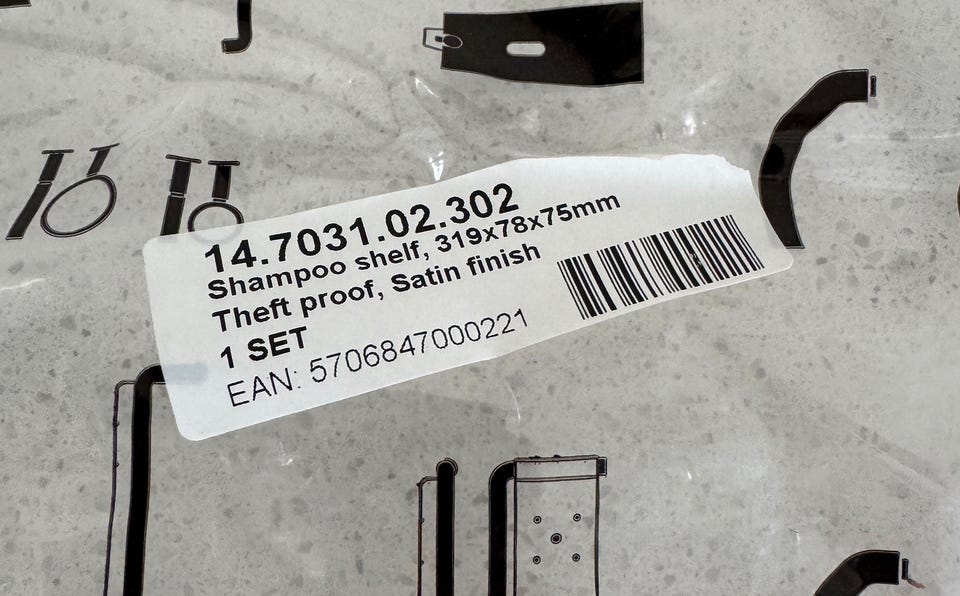 14.7031.02.302
Shampoo shelf, 319x78x75mm
Theft proof, Satin finish
1 SET
EAN: 5706847000221